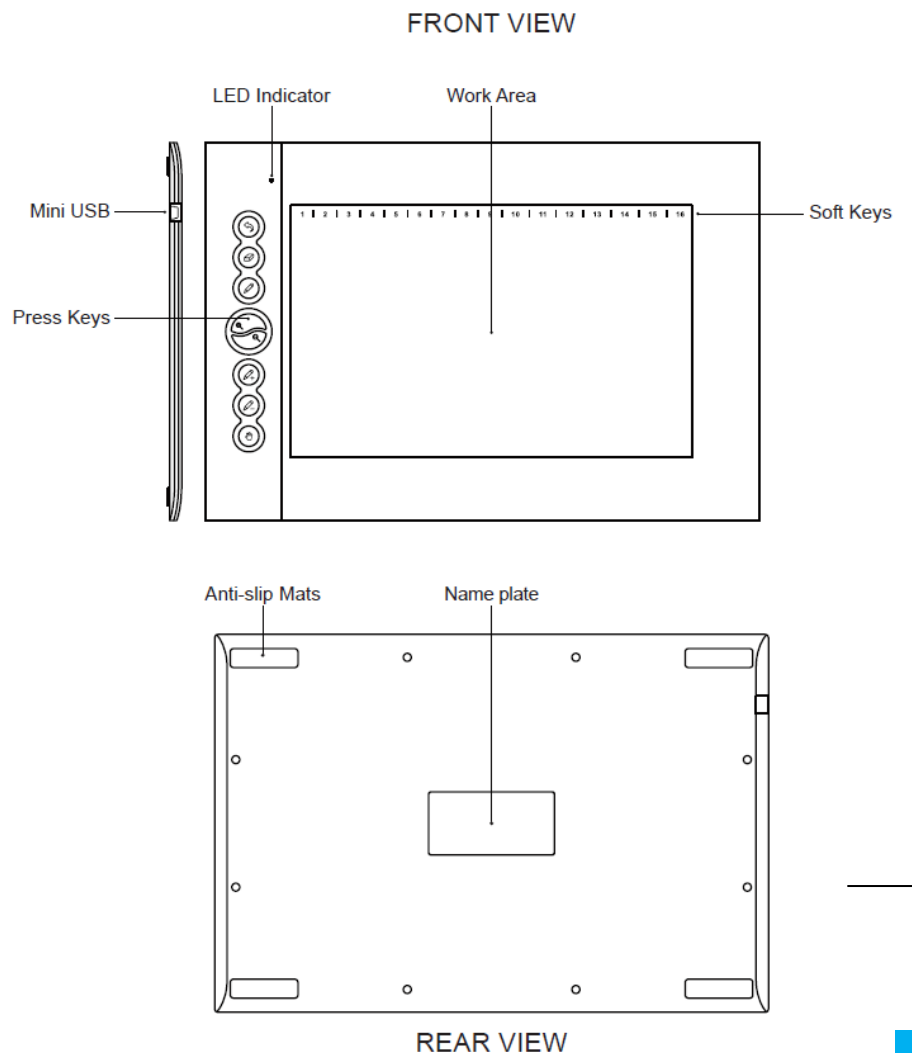 FRONT VIEW
LED Indicator
Work Area
Mini USB
1 2 3 4 5 6 7 8 9 10 11 12 13 14 15 16
Soft Keys
Press Keys
Anti-slip Mats
Name plate
REAR VIEW